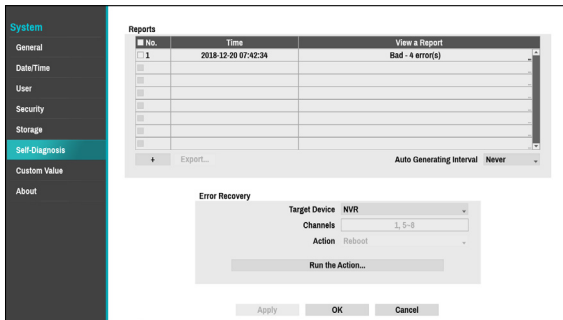 System
General
Date/Time
User
Security
Storage
Self-Diagnosis
Custom Value
About
Reports
No. Time View a Report
1 2018-12-20 07:42:34 Bad - 4 error(s)
+ Export... Auto Generating Interval Never
Error Recovery
Target Device NVR
Channels 1, 5~8
Action Reboot
Run the Action...
Apply OK Cancel